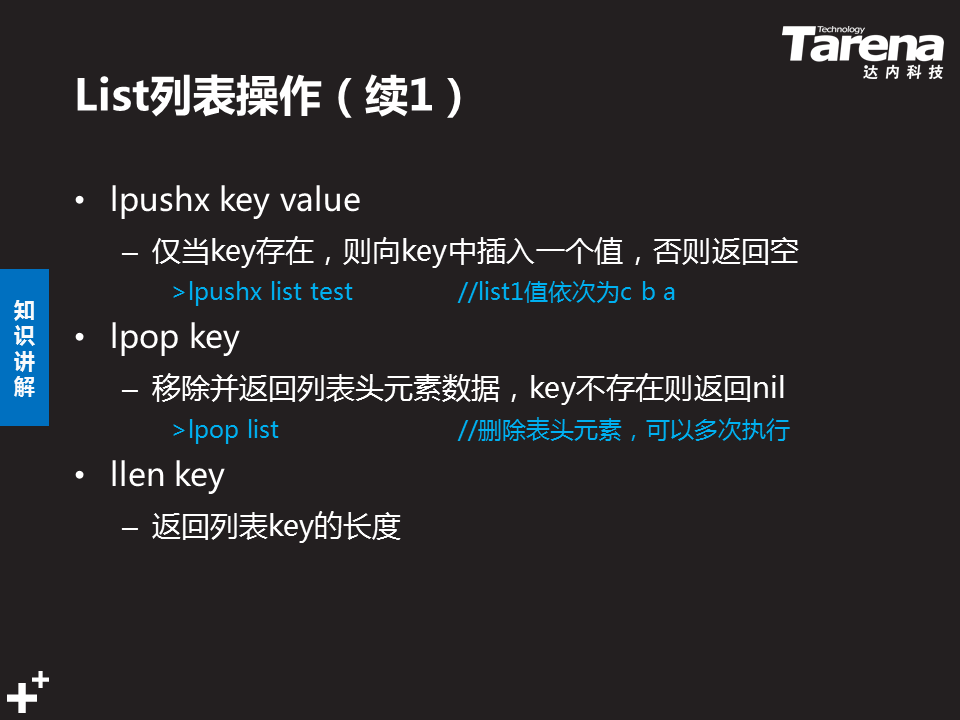 Technology
Tarena
达内科技
List列表操作（续1）
• lpushx key value
– 仅当key存在，则向key中插入一个值，否则返回空
>lpushx list test //list1值依次为c b a
• lpop key
– 移除并返回列表头元素数据，key不存在则返回nil
>lpop list //删除表头元素，可以多次执行
• llen key
– 返回列表key的长度
知识讲解